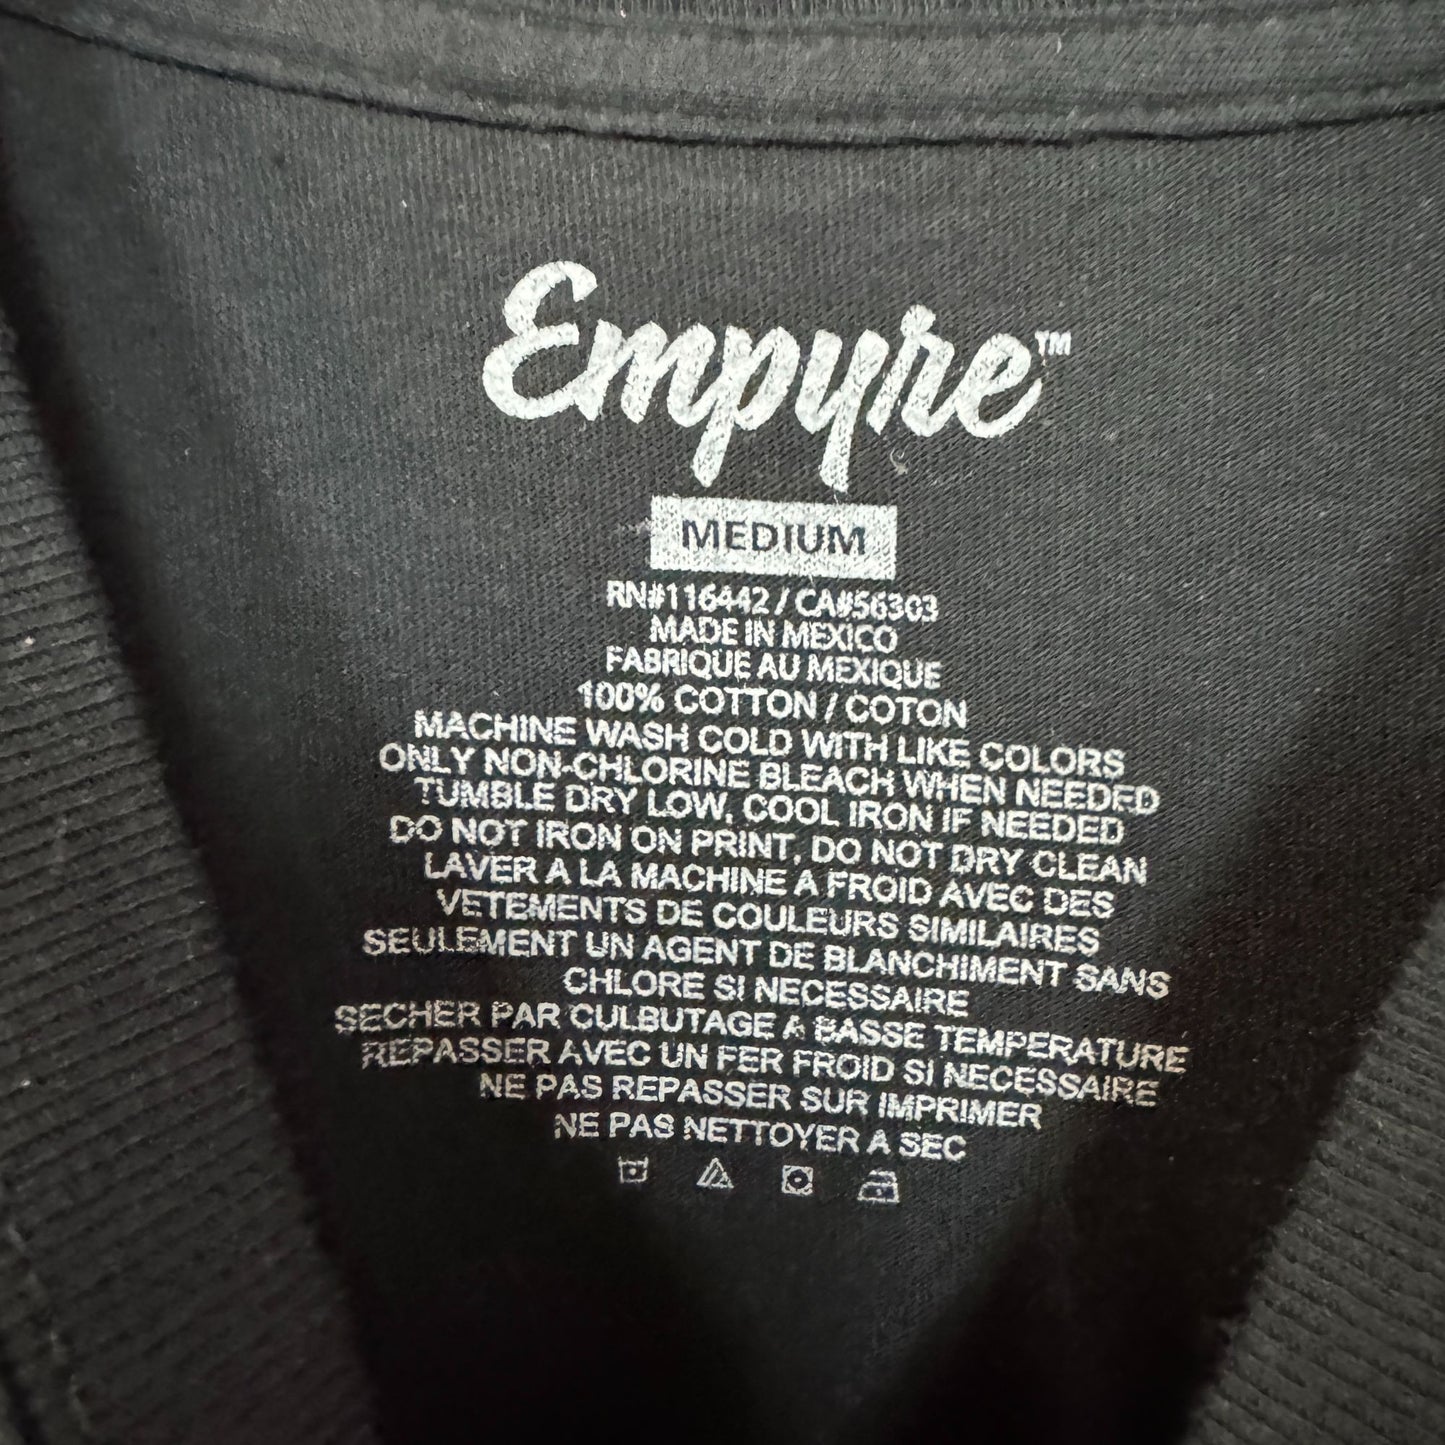 Empyre™
MEDIUM
RN#116442 / CA#56303
MADE IN MEXICO
FABRIQUE AU MEXIQUE
100% COTTON / COTON
MACHINE WASH COLD WITH LIKE COLORS
ONLY NON-CHLORINE BLEACH WHEN NEEDED
TUMBLE DRY LOW, COOL IRON IF NEEDED
DO NOT IRON ON PRINT, DO NOT DRY CLEAN
LAVER A LA MACHINE A FROID AVEC DES
VETEMENTS DE COULEURS SIMILAIRES
SEULEMENT UN AGENT DE BLANCHIMENT SANS
CHLORE SI NECESSAIRE
SECHER PAR CULBUTAGE A BASSE TEMPERATURE
REPASSER AVEC UN FER FROID SI NECESSAIRE
NE PAS REPASSER SUR IMPRIMER
NE PAS NETTOYER A SEC